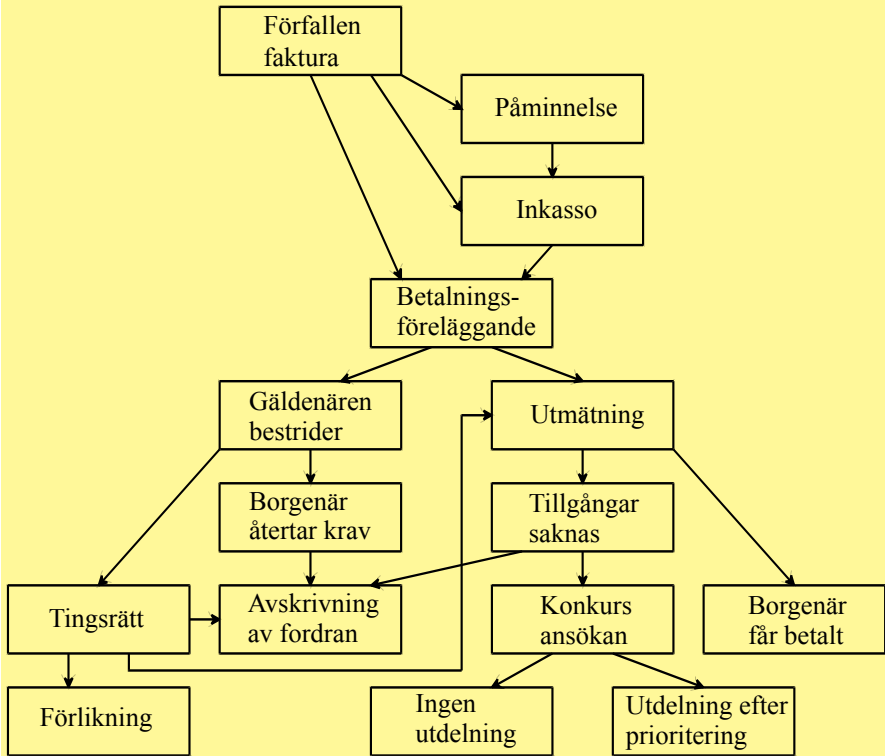 Förfallen
faktura
Påminnelse
Inkasso
Betalnings-
föreläggande
Gäldenären
bestrider
Utmätning
Borgenär
återtar krav
Tillgångar
saknas
Tingsrätt
Avskrivning
av fordran
Konkurs
ansökan
Borgenär
får betalt
Förlikning
Ingen
utdelning
Utdelning efter
prioritering